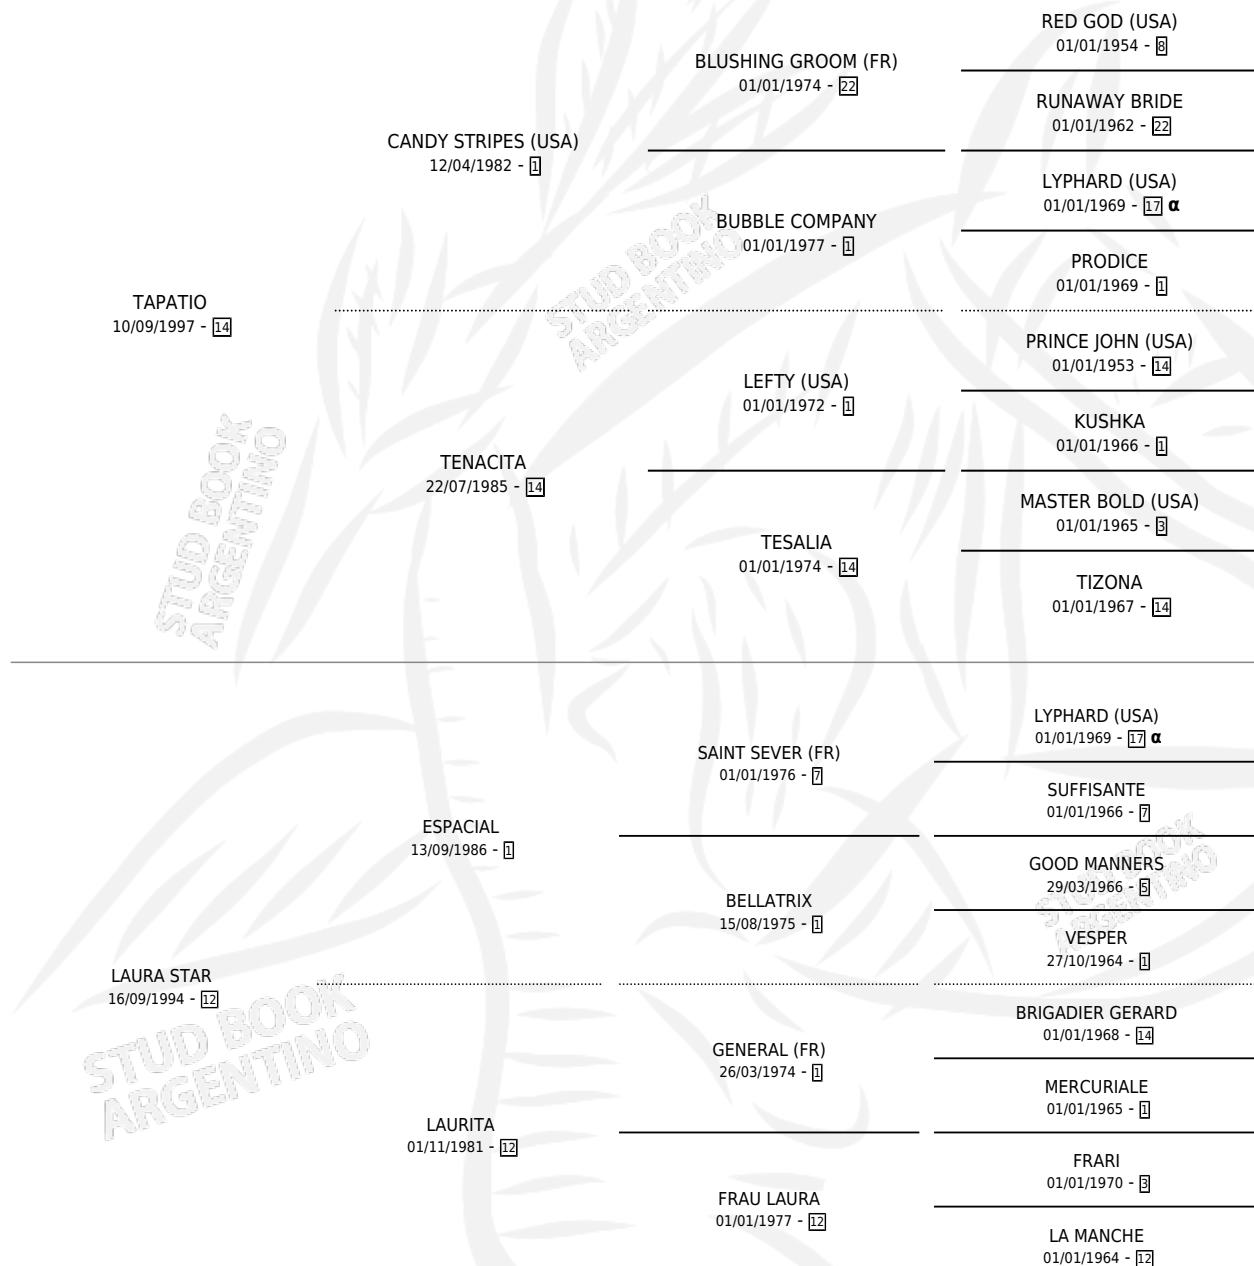 RED GOD (USA)
01/01/1954 - 8
BLUSHING GROOM (FR)
01/01/1974 - 22
RUNAWAY BRIDE
01/01/1962 - 22
CANDY STRIPES (USA)
12/04/1982 - 1
LYPHARD (USA)
01/01/1969 - 17 α
BUBBLE COMPANY
01/01/1977 - 1
PRODICE
01/01/1969 - 1
TAPATIO
10/09/1997 - 14
PRINCE JOHN (USA)
01/01/1953 - 14
LEFTY (USA)
01/01/1972 - 1
KUSHKA
01/01/1966 - 1
TENACITA
22/07/1985 - 14
MASTER BOLD (USA)
01/01/1965 - 3
TESALIA
01/01/1974 - 14
TIZONA
01/01/1967 - 14
LYPHARD (USA)
01/01/1969 - 17 α
SAINT SEVER (FR)
01/01/1976 - 7
SUFFISANTE
01/01/1966 - 7
ESPACIAL
13/09/1986 - 1
GOOD MANNERS
29/03/1966 - 5
BELLATRIX
15/08/1975 - 1
VESPER
27/10/1964 - 1
LAURA STAR
16/09/1994 - 12
BRIGADIER GERARD
01/01/1968 - 14
GENERAL (FR)
26/03/1974 - 1
MERCURIALE
01/01/1965 - 1
LAURITA
01/11/1981 - 12
FRARI
01/01/1970 - 3
FRAU LAURA
01/01/1977 - 12
LA MANCHE
01/01/1964 - 12
STUD BOOK
ARGENTINO
STUD BOOK
ARGENTINO
STUD BOOK
ARGENTINO
STUD BOOK
ARGENTINO